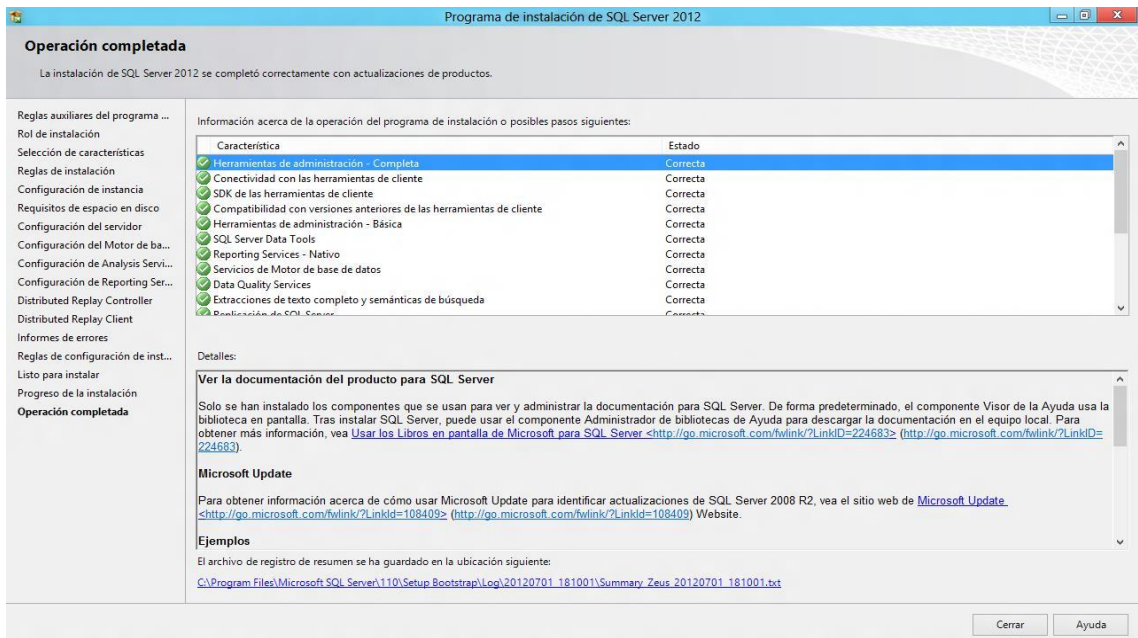 Programa de instalación de SQL Server 2012
Operación completada
La instalación de SQL Server 2012 se completó correctamente con actualizaciones de productos.
Reglas auxiliares del programa ...
Rol de instalación
Selección de características
Reglas de instalación
Configuración de instancia
Requisitos de espacio en disco
Configuración del servidor
Configuración del Motor de ba...
Configuración de Analysis Servi...
Configuración de Reporting Ser...
Distributed Replay Controller
Distributed Replay Client
Informes de errores
Reglas de configuración de inst...
Listo para instalar
Progreso de la instalación
Operación completada
Información acerca de la operación del programa de instalación o posibles pasos siguientes:
Característica Estado
Herramientas de administración - Completa Correcta
Conectividad con las herramientas de cliente Correcta
SDK de las herramientas de cliente Correcta
Compatibilidad con versiones anteriores de las herramientas de cliente Correcta
Herramientas de administración - Básica Correcta
SQL Server Data Tools Correcta
Reporting Services - Nativo Correcta
Servicios de Motor de base de datos Correcta
Data Quality Services Correcta
Extracciones de texto completo y semánticas de búsqueda Correcta
Replicación de SQL Server Correcta
Detalles:
Ver la documentación del producto para SQL Server
Solo se han instalado los componentes que se usan para ver y administrar la documentación para SQL Server. De forma predeterminada, el componente Visor de la Ayuda usa la
biblioteca en pantalla. Tras instalar SQL Server, puede usar el componente Administrador de bibliotecas de Ayuda para descargar la documentación en el equipo local. Para
obtener más información, vea Usar los Libros en pantalla de Microsoft para SQL Server <http://go.microsoft.com/fwlink/?LinkID=224683> (http://go.microsoft.com/fwlink/?LinkID=
224683).
Microsoft Update
Para obtener información acerca de cómo usar Microsoft Update para identificar actualizaciones de SQL Server 2008 R2, vea el sitio web de Microsoft Update
<http://go.microsoft.com/fwlink/?LinkId=108409> (http://go.microsoft.com/fwlink/?LinkId=108409) Website.
Ejemplos
El archivo de registro de resumen se ha guardado en la ubicación siguiente:
C:\Program Files\Microsoft SQL Server\110\Setup Bootstrap\Log\20120701_181001\Summary_Zeus_20120701_181001.txt
Cerrar Ayuda